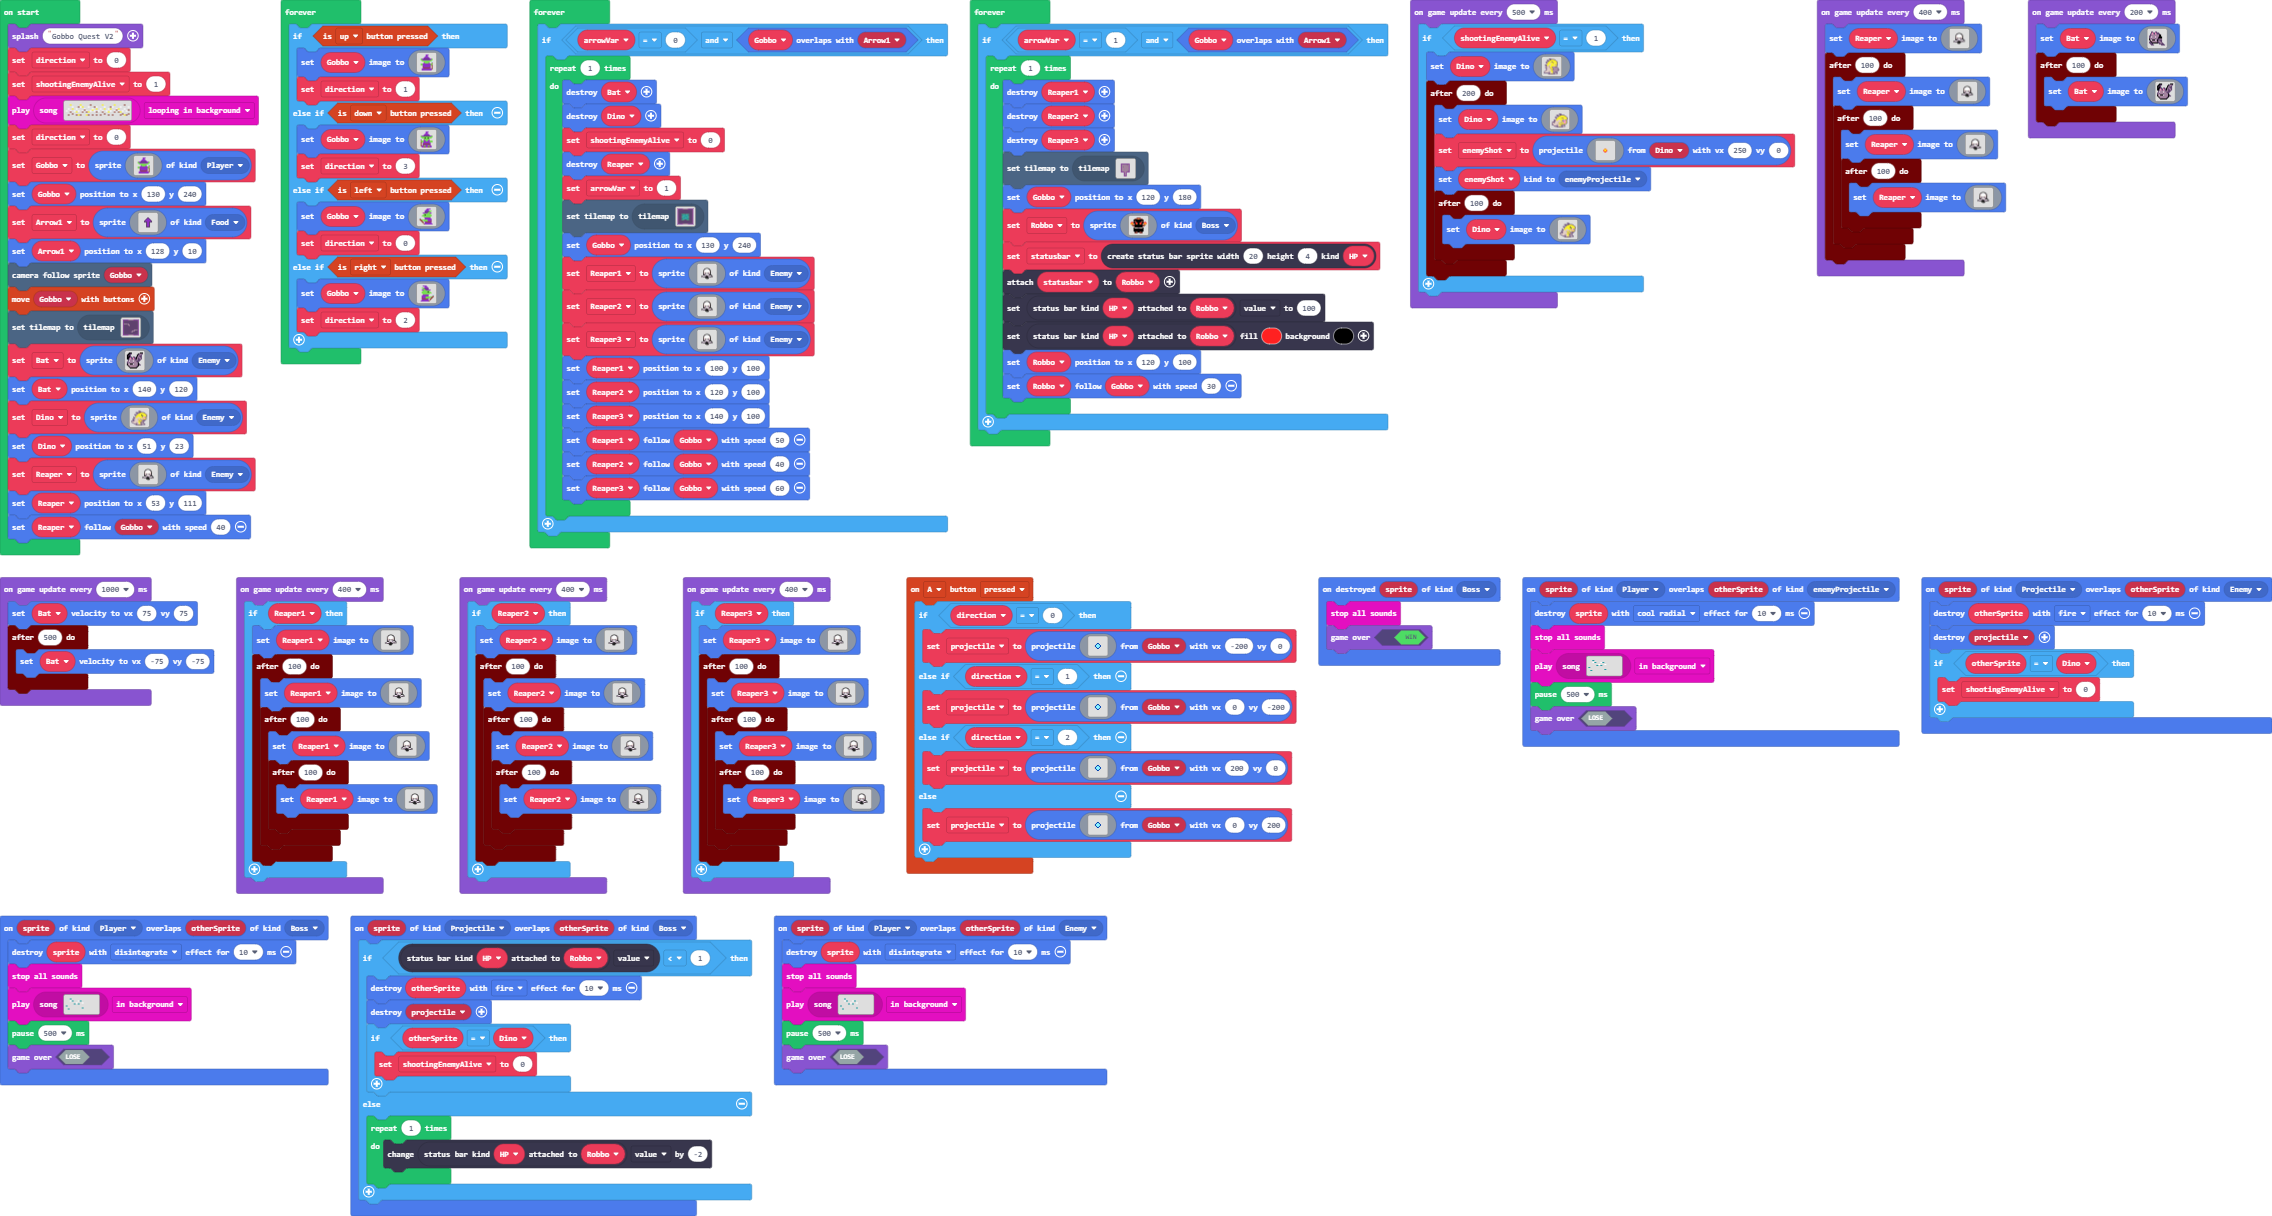 on start
splash "Gobbo Quest V2"
set direction to 0
set shootingEnemyAlive to 1
play song looping in background
set direction to 0
set Gobbo to sprite of kind Player
set Gobbo position to x 130 y 240
set Arrow1 to sprite of kind Food
set Arrow1 position to x 128 y 10
camera follow sprite Gobbo
move Gobbo with buttons
set tilemap to tilemap
set Bat to sprite of kind Enemy
set Bat position to x 140 y 120
set Dino to sprite of kind Enemy
set Dino position to x 51 y 23
set Reaper to sprite of kind Enemy
set Reaper position to x 53 y 111
set Reaper follow Gobbo with speed 40
forever
if is up button pressed then
set Gobbo image to
set direction to 1
else if is down button pressed then
set Gobbo image to
set direction to 3
else if is left button pressed then
set Gobbo image to
set direction to 0
else if is right button pressed then
set Gobbo image to
set direction to 2
forever
if arrowVar = 0 and Gobbo overlaps with Arrow1 then
repeat 1 times
do destroy Bat
destroy Dino
set shootingEnemyAlive to 0
destroy Reaper
set arrowVar to 1
set tilemap to tilemap
set Gobbo position to x 130 y 240
set Reaper1 to sprite of kind Enemy
set Reaper2 to sprite of kind Enemy
set Reaper3 to sprite of kind Enemy
set Reaper1 position to x 100 y 100
set Reaper2 position to x 120 y 100
set Reaper3 position to x 140 y 100
set Reaper1 follow Gobbo with speed 50
set Reaper2 follow Gobbo with speed 40
set Reaper3 follow Gobbo with speed 60
forever
if arrowVar = 1 and Gobbo overlaps with Arrow1 then
repeat 1 times
do destroy Reaper1
destroy Reaper2
destroy Reaper3
set tilemap to tilemap
set Gobbo position to x 120 y 180
set Robbo to sprite of kind Boss
set statusbar to create status bar sprite width 20 height 4 kind HP
attach statusbar to Robbo
set status bar kind HP attached to Robbo value to 100
set status bar kind HP attached to Robbo fill background
set Robbo position to x 120 y 100
set Robbo follow Gobbo with speed 30
on game update every 500 ms
if shootingEnemyAlive = 1 then
set Dino image to
after 200 do
set Dino image to
set enemyShot to projectile from Dino with vx 250 vy 0
set enemyShot kind to enemyProjectile
after 100 do
set Dino image to
on game update every 400 ms
set Reaper image to
after 100 do
set Reaper image to
after 100 do
set Reaper image to
after 100 do
set Reaper image to
on game update every 200 ms
set Bat image to
after 100 do
set Bat image to
on game update every 1000 ms
set Bat velocity to vx 75 vy 75
after 500 do
set Bat velocity to vx -75 vy -75
on game update every 400 ms
if Reaper1 then
set Reaper1 image to
after 100 do
set Reaper1 image to
after 100 do
set Reaper1 image to
after 100 do
set Reaper1 image to
on game update every 400 ms
if Reaper2 then
set Reaper2 image to
after 100 do
set Reaper2 image to
after 100 do
set Reaper2 image to
after 100 do
set Reaper2 image to
on game update every 400 ms
if Reaper3 then
set Reaper3 image to
after 100 do
set Reaper3 image to
after 100 do
set Reaper3 image to
after 100 do
set Reaper3 image to
on A button pressed
if direction = 0 then
set projectile to projectile from Gobbo with vx -200 vy 0
else if direction = 1 then
set projectile to projectile from Gobbo with vx 0 vy -200
else if direction = 2 then
set projectile to projectile from Gobbo with vx 200 vy 0
else
set projectile to projectile from Gobbo with vx 0 vy 200
on destroyed sprite of kind Boss
stop all sounds
game over WIN
on sprite of kind Player overlaps otherSprite of kind enemyProjectile
destroy sprite with cool radial effect for 10 ms
stop all sounds
play song in background
pause 500 ms
game over LOSE
on sprite of kind Projectile overlaps otherSprite of kind Enemy
destroy otherSprite with fire effect for 10 ms
destroy projectile
if otherSprite = Dino then
set shootingEnemyAlive to 0
on sprite of kind Player overlaps otherSprite of kind Boss
destroy sprite with disintegrate effect for 10 ms
stop all sounds
play song in background
pause 500 ms
game over LOSE
on sprite of kind Projectile overlaps otherSprite of kind Boss
if status bar kind HP attached to Robbo value < 1 then
destroy otherSprite with fire effect for 10 ms
destroy projectile
if otherSprite = Dino then
set shootingEnemyAlive to 0
else
repeat 1 times
do change status bar kind HP attached to Robbo value by -2
on sprite of kind Player overlaps otherSprite of kind Enemy
destroy sprite with disintegrate effect for 10 ms
stop all sounds
play song in background
pause 500 ms
game over LOSE